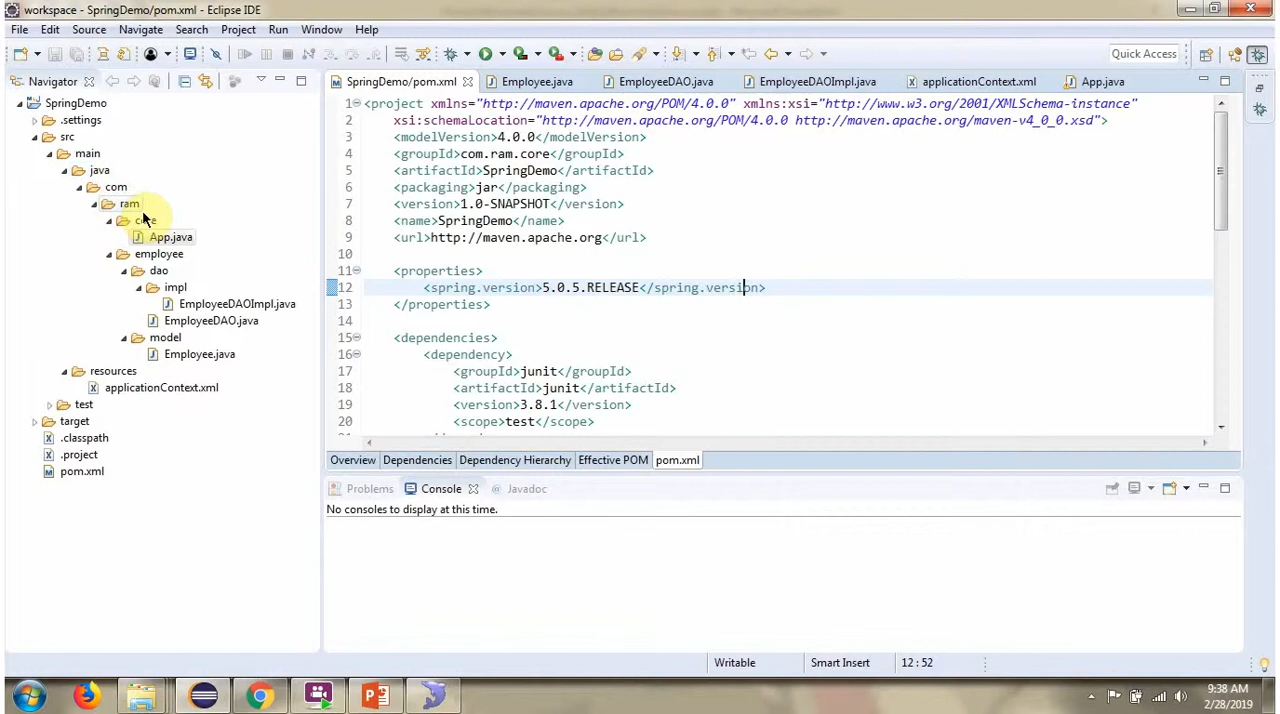 workspace - SpringDemo/pom.xml - Eclipse IDE
File Edit Source Navigate Search Project Run Window Help
Quick Access
Navigator
SpringDemo/pom.xml Employee.java EmployeeDAO.java EmployeeDAOImpl.java applicationContext.xml App.java
SpringDemo
.settings
src
main
java
com
ram
core
App.java
employee
dao
impl
EmployeeDAOImpl.java
EmployeeDAO.java
model
Employee.java
resources
applicationContext.xml
test
target
.classpath
.project
pom.xml
1 <project xmlns="http://maven.apache.org/POM/4.0.0" xmlns:xsi="http://www.w3.org/2001/XMLSchema-instance"
2 xsi:schemaLocation="http://maven.apache.org/POM/4.0.0 http://maven.apache.org/maven-v4_0_0.xsd">
3 <modelVersion>4.0.0</modelVersion>
4 <groupId>com.ram.core</groupId>
5 <artifactId>SpringDemo</artifactId>
6 <packaging>jar</packaging>
7 <version>1.0-SNAPSHOT</version>
8 <name>SpringDemo</name>
9 <url>http://maven.apache.org</url>
10
11 <properties>
12 <spring.version>5.0.5.RELEASE</spring.version>
13 </properties>
14
15 <dependencies>
16 <dependency>
17 <groupId>junit</groupId>
18 <artifactId>junit</artifactId>
19 <version>3.8.1</version>
20 <scope>test</scope>
Overview Dependencies Dependency Hierarchy Effective POM pom.xml
Problems Console Javadoc
No consoles to display at this time.
Writable Smart Insert 12 : 52
9:38 AM
2/28/2019